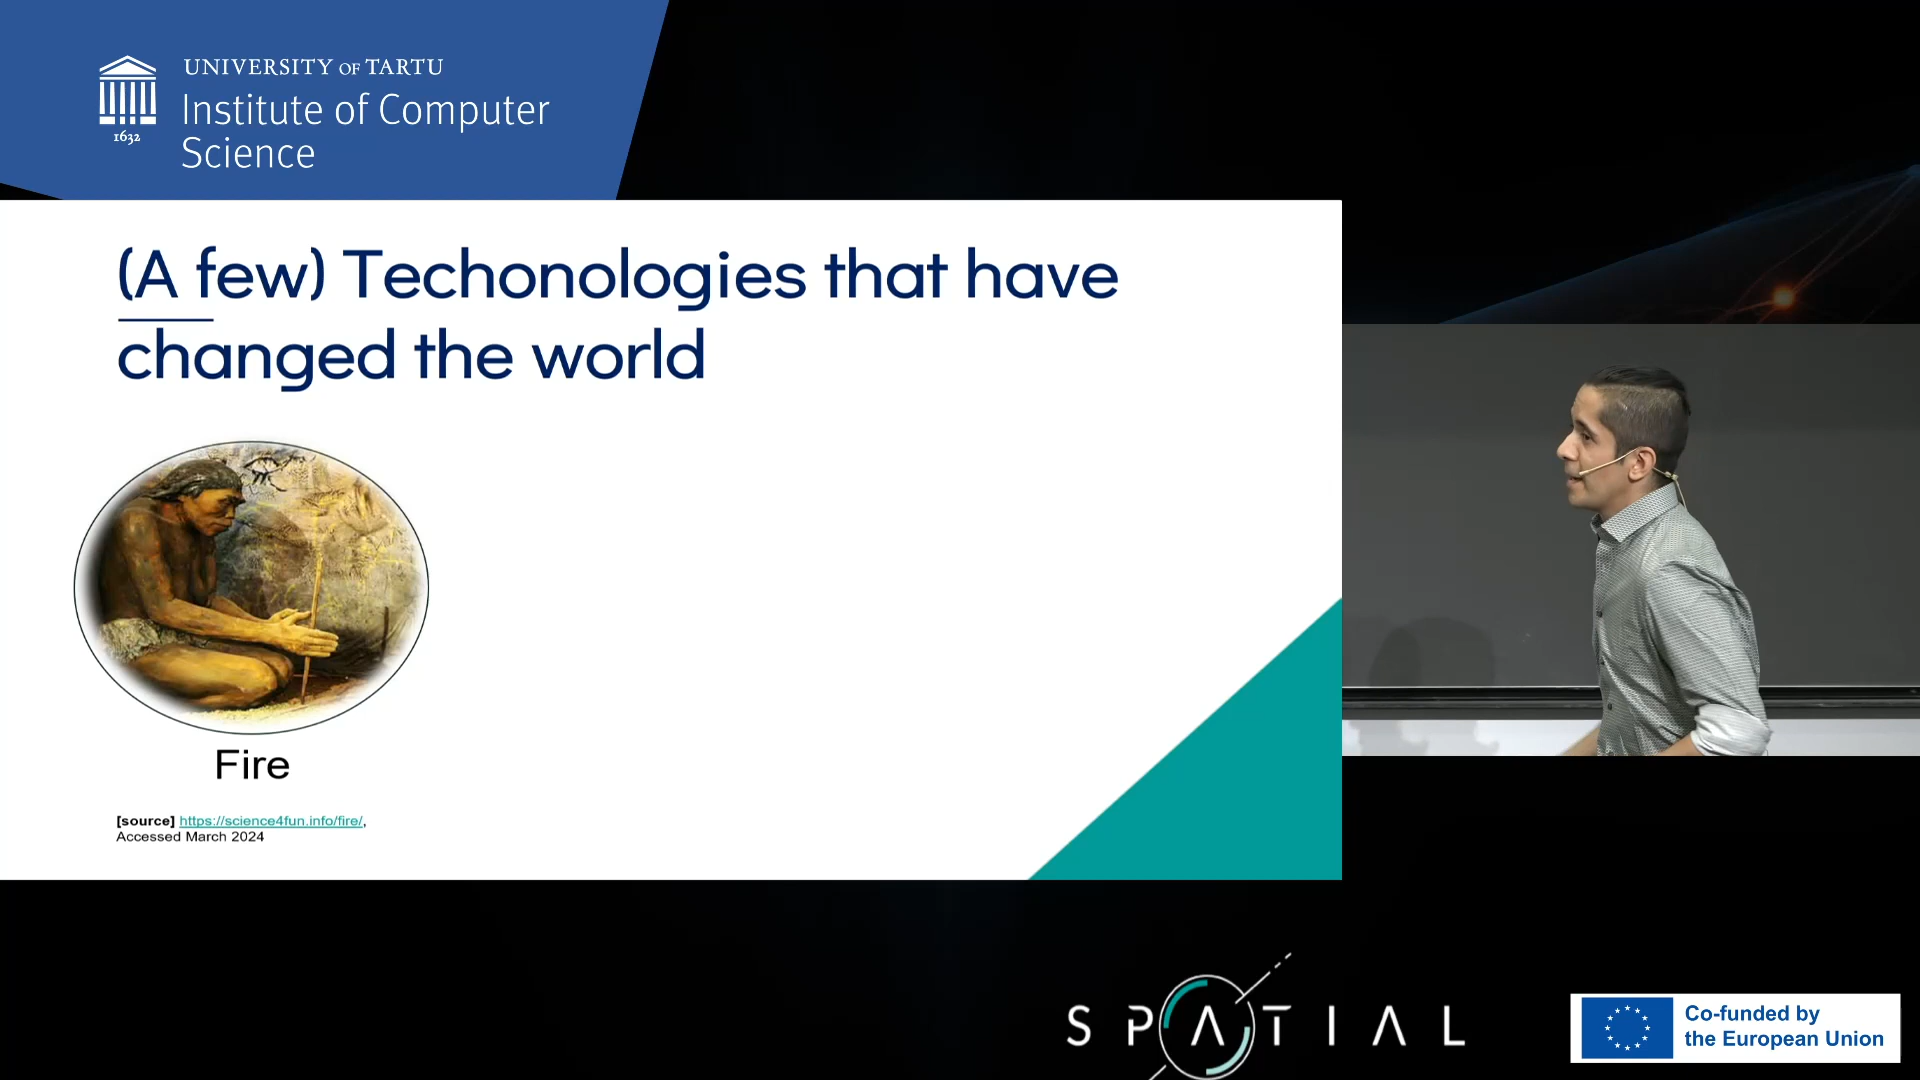 UNIVERSITY OF TARTU
Institute of Computer
Science
1632
(A few) Techonologies that have
changed the world
Fire
[source] https://science4fun.info/fire/,
Accessed March 2024
SPATIAL
Co-funded by
the European Union